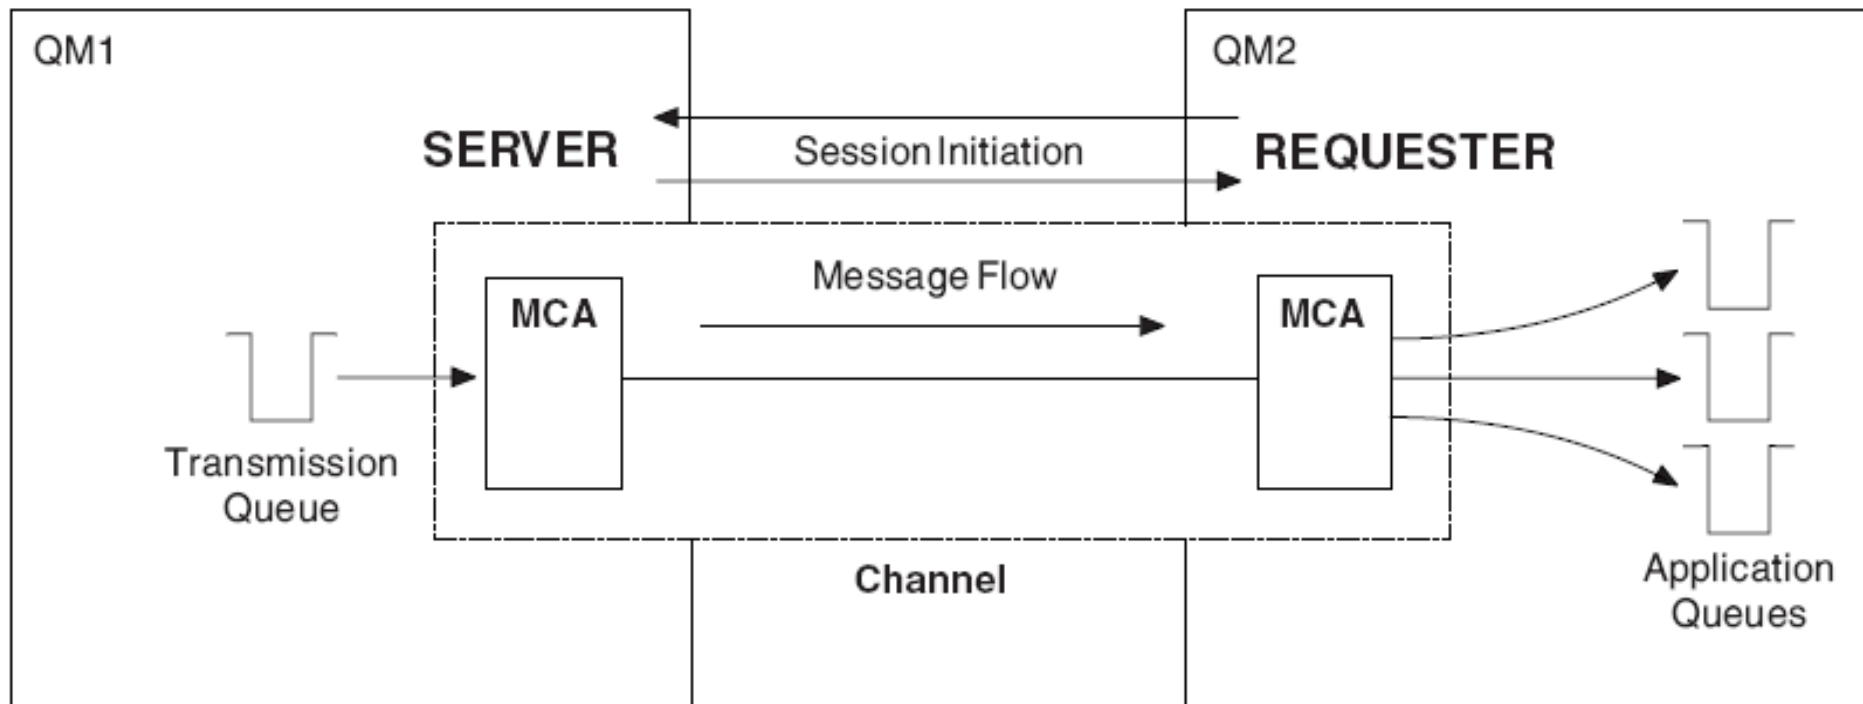 QM1
QM2
SERVER
Session Initiation
REQUESTER
Message Flow
MCA
MCA
Transmission
Queue
Channel
Application
Queues